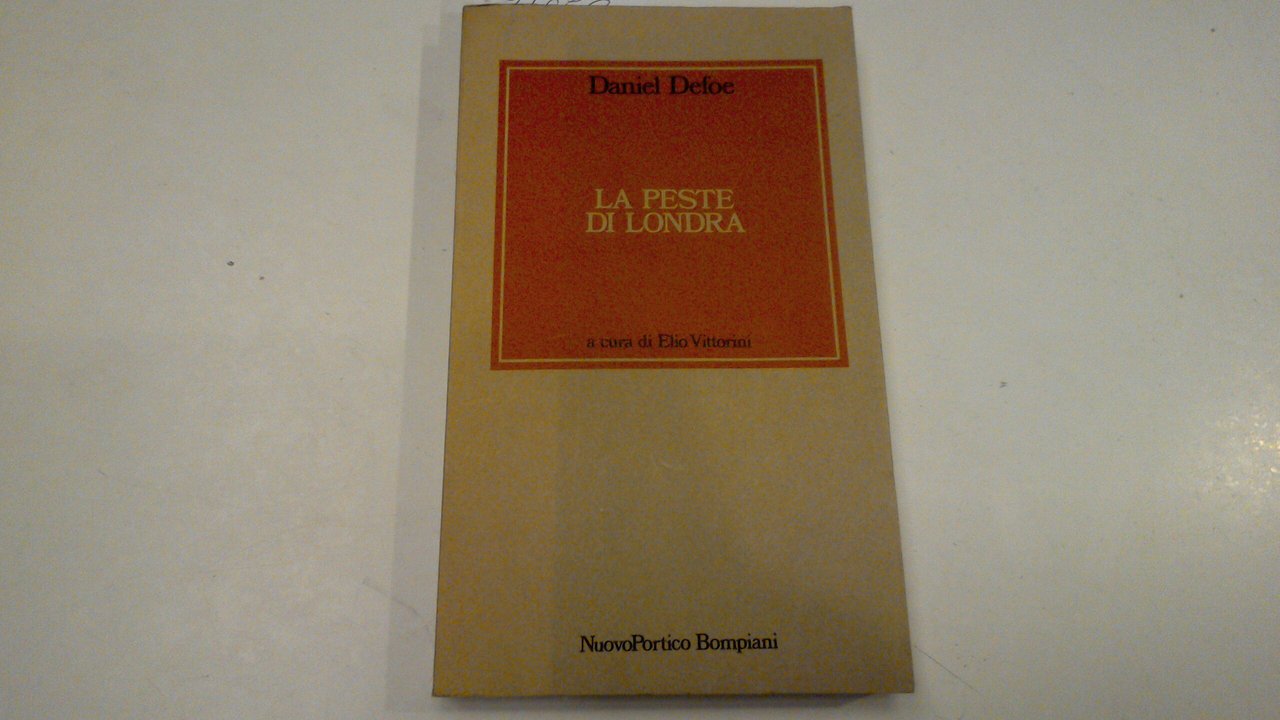 Daniel Defoe
LA PESTE
DI LONDRA
a cura di Elio Vittorini
NuovoPortico Bompiani